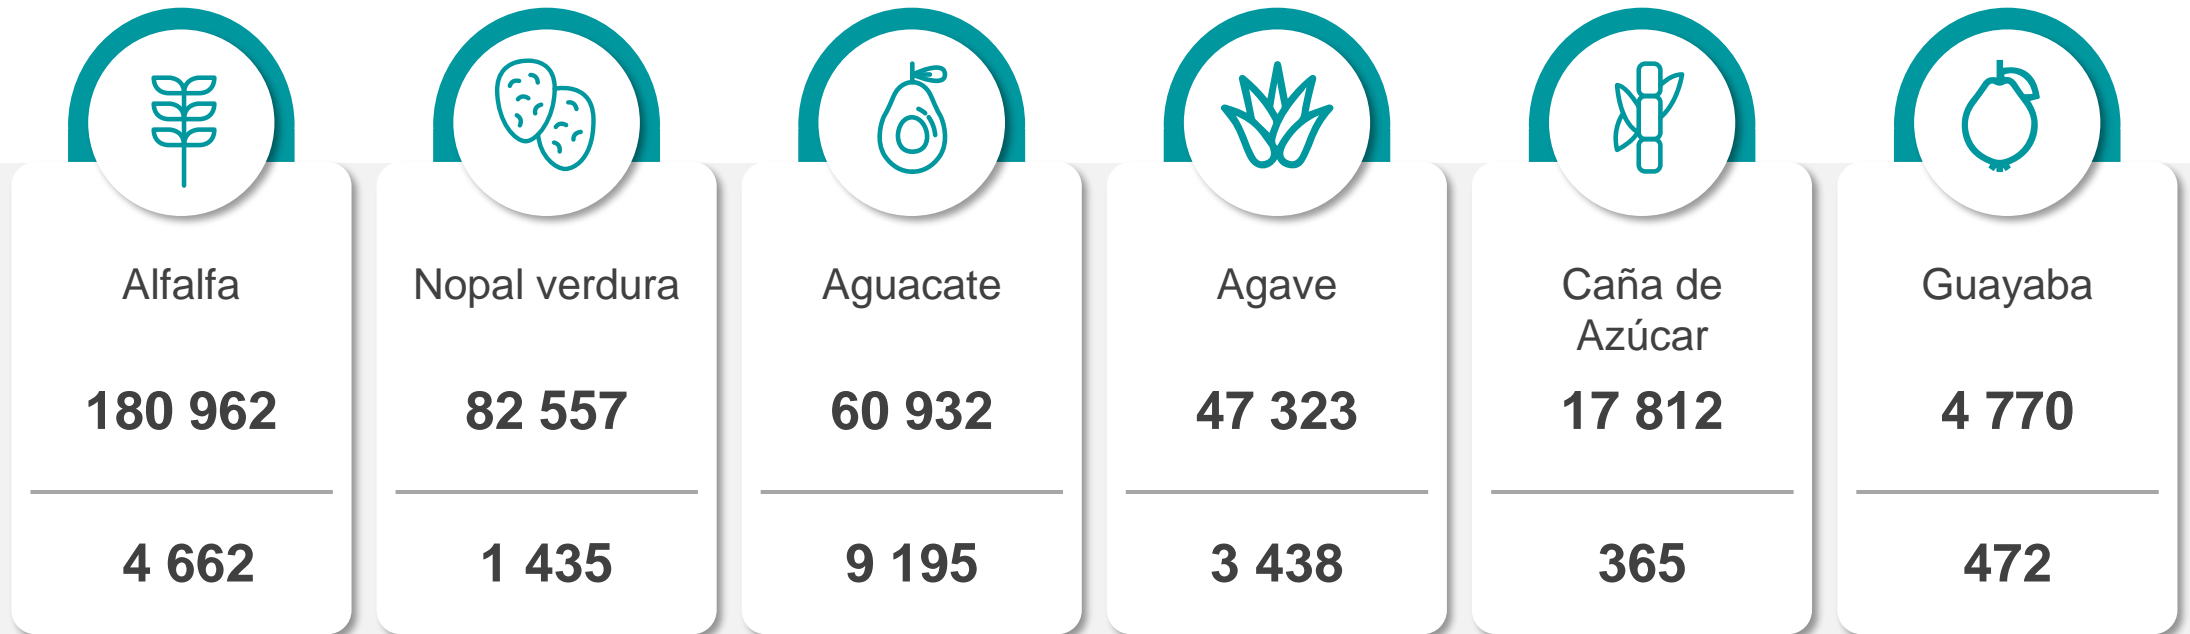 Alfalfa
180 962
4 662
Nopal verdura
82 557
1 435
Aguacate
60 932
9 195
Agave
47 323
3 438
Caña de
Azúcar
17 812
365
Guayaba
4 770
472